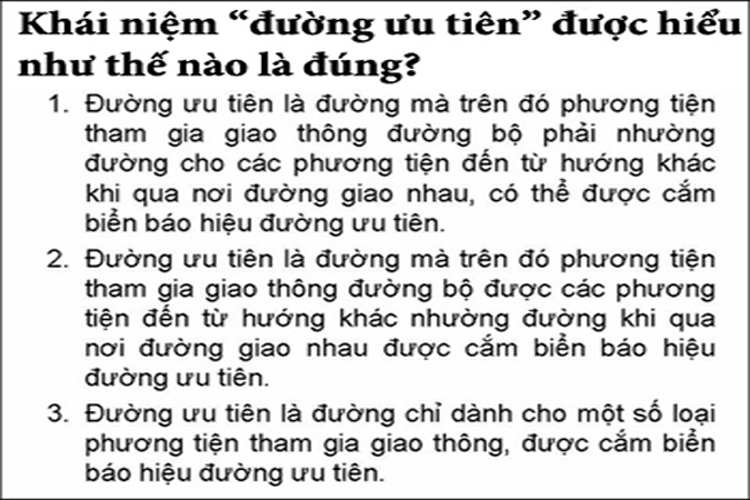 Khái niệm “đường ưu tiên” được hiểu
như thế nào là đúng?
1. Đường ưu tiên là đường mà trên đó phương tiện
tham gia giao thông đường bộ phải nhường
đường cho các phương tiện đến từ hướng khác
khi qua nơi đường giao nhau, có thể được cắm
biển báo hiệu đường ưu tiên.
2. Đường ưu tiên là đường mà trên đó phương tiện
tham gia giao thông đường bộ được các phương
tiện đến từ hướng khác nhường đường khi qua
nơi đường giao nhau được cắm biển báo hiệu
đường ưu tiên.
3. Đường ưu tiên là đường chỉ dành cho một số loại
phương tiện tham gia giao thông, được cắm biển
báo hiệu đường ưu tiên.